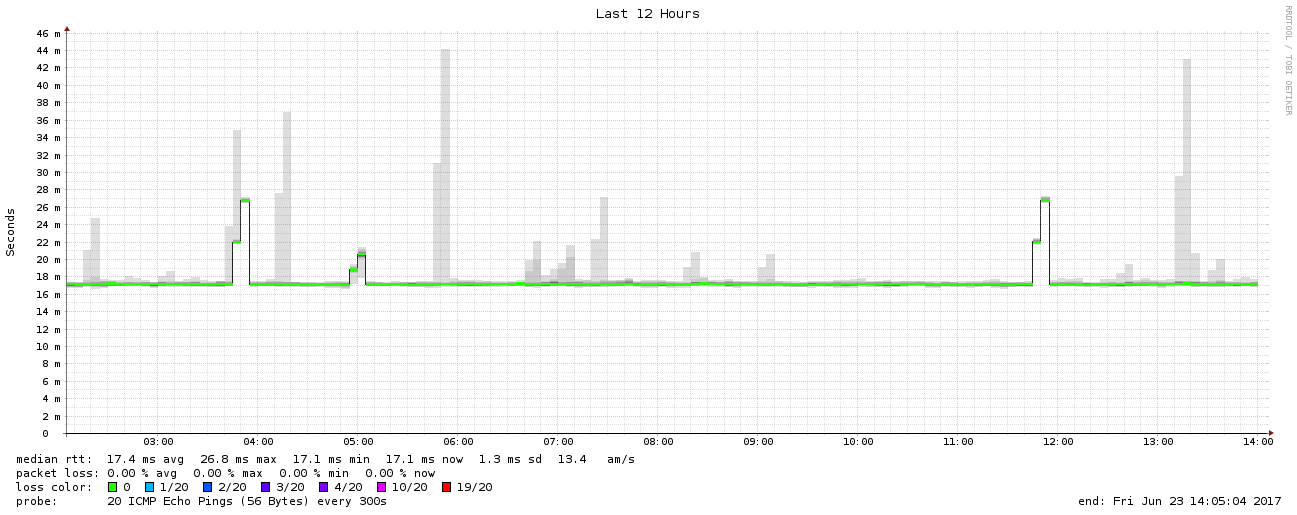 Last 12 Hours
RRDTOOL / TOBI OETIKER
Seconds
46 m
44 m
42 m
40 m
38 m
36 m
34 m
32 m
30 m
28 m
26 m
24 m
22 m
20 m
18 m
16 m
14 m
12 m
10 m
8 m
6 m
4 m
2 m
0
03:00 04:00 05:00 06:00 07:00 08:00 09:00 10:00 11:00 12:00 13:00 14:00
median rtt: 17.4 ms avg 26.8 ms max 17.1 ms min 17.1 ms now 1.3 ms sd 13.4 am/s
packet loss: 0.00 % avg 0.00 % max 0.00 % min 0.00 % now
loss color: 0 1/20 2/20 3/20 4/20 10/20 19/20
probe: 20 ICMP Echo Pings (56 Bytes) every 300s end: Fri Jun 23 14:05:04 2017